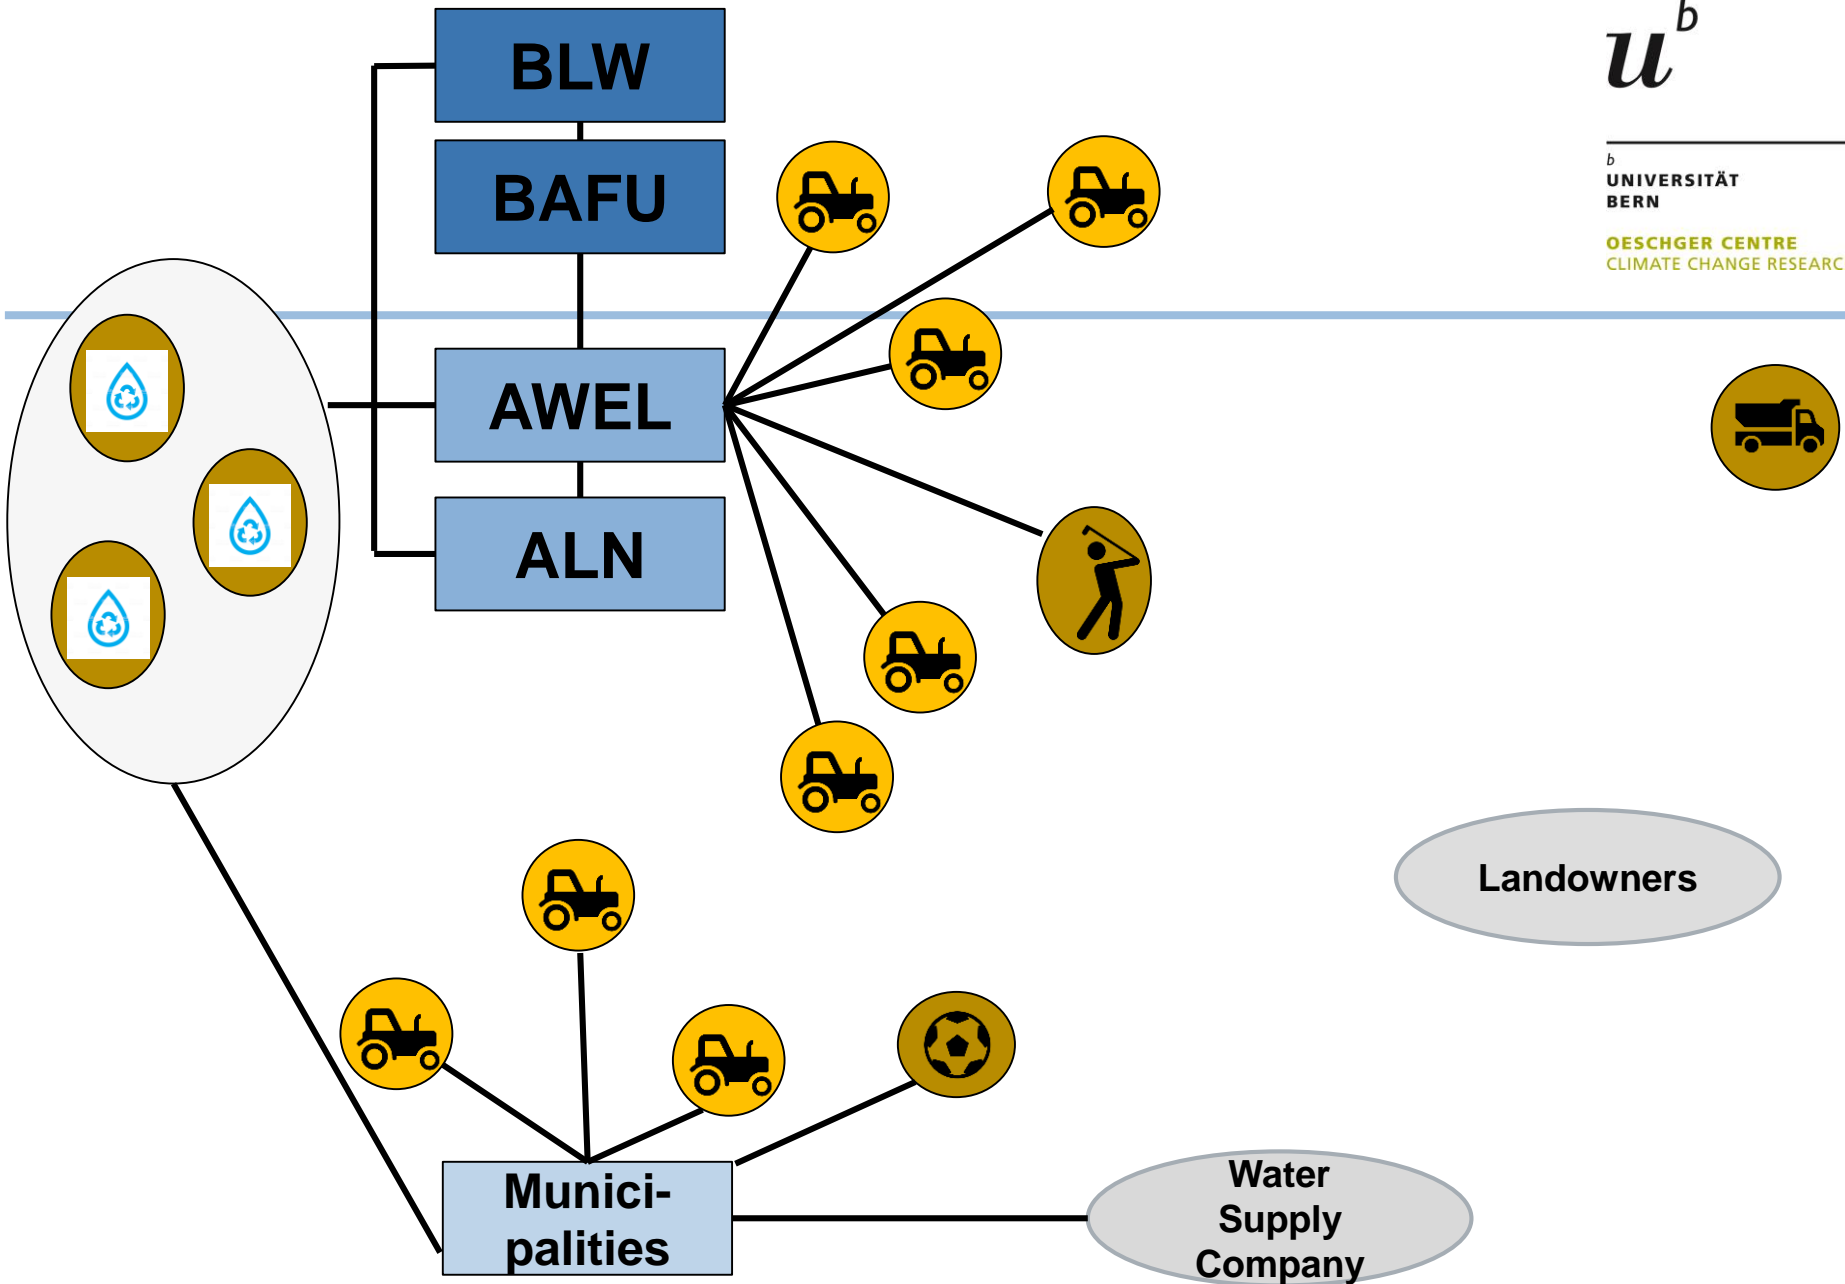 BLW
BAFU
AWEL
ALN
u
b
b
UNIVERSITÄT
BERN
OESCHGER CENTRE
CLIMATE CHANGE RESEARC
Landowners
Munici-
palities
Water
Supply
Company